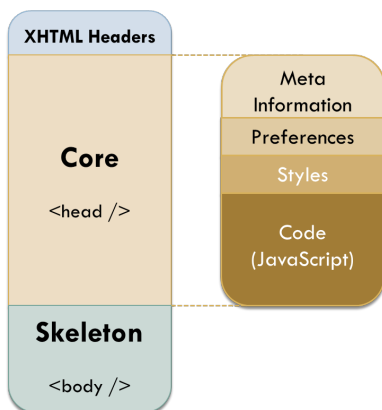 XHTML Headers
Core
<head />
Skeleton
<body />
Meta
Information
Preferences
Styles
Code
(JavaScript)